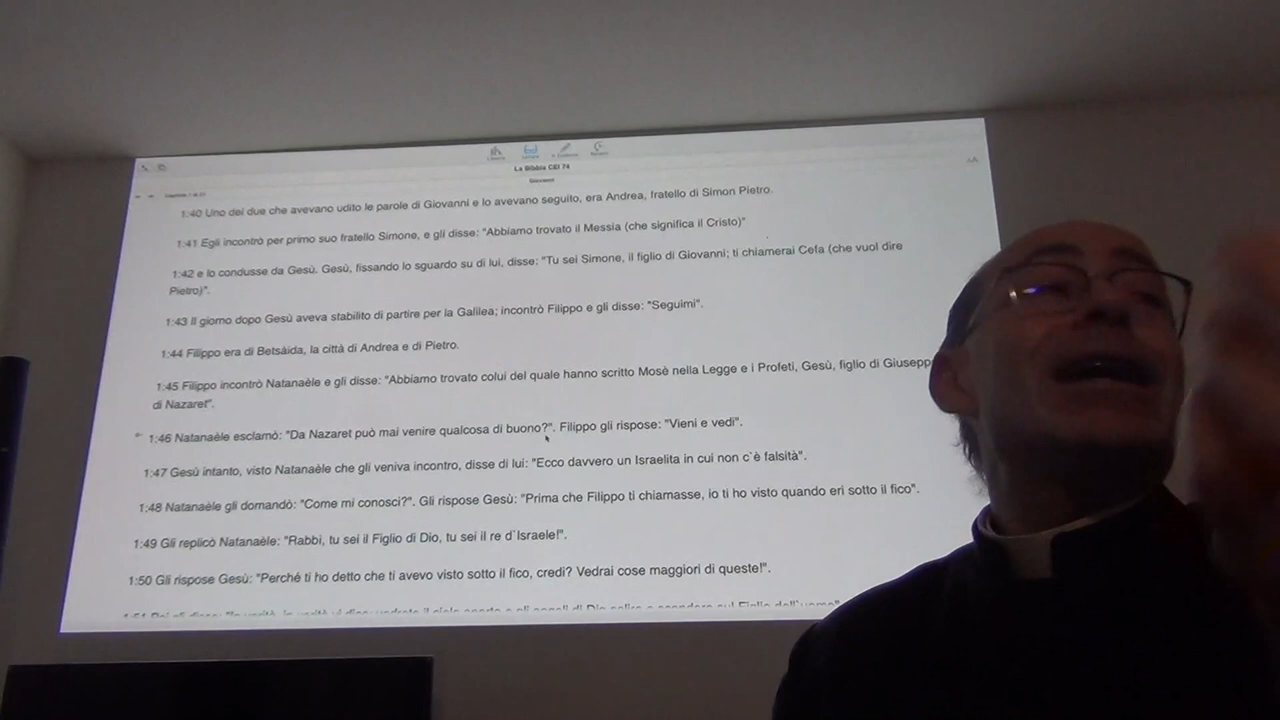 La Bibbia CEI 74
Giovanni
AA
1:40 Uno dei due che avevano udito le parole di Giovanni e lo avevano seguito, era Andrea, fratello di Simon Pietro.
1:41 Egli incontrò per primo suo fratello Simone, e gli disse: "Abbiamo trovato il Messia (che significa il Cristo)"
1:42 e lo condusse da Gesù. Gesù, fissando lo sguardo su di lui, disse: "Tu sei Simone, il figlio di Giovanni; ti chiamerai Cefa (che vuol dire
Pietro)".
1:43 Il giorno dopo Gesù aveva stabilito di partire per la Galilea; incontrò Filippo e gli disse: "Seguimi".
1:44 Filippo era di Betsàida, la città di Andrea e di Pietro.
1:45 Filippo incontrò Natanaèle e gli disse: "Abbiamo trovato colui del quale hanno scritto Mosè nella Legge e i Profeti, Gesù, figlio di Giusepp
di Nazaret".
1:46 Natanaèle esclamò: "Da Nazaret può mai venire qualcosa di buono?". Filippo gli rispose: "Vieni e vedi".
1:47 Gesù intanto, visto Natanaèle che gli veniva incontro, disse di lui: "Ecco davvero un Israelita in cui non c`è falsità".
1:48 Natanaèle gli domandò: "Come mi conosci?". Gli rispose Gesù: "Prima che Filippo ti chiamasse, io ti ho visto quando eri sotto il fico".
1:49 Gli replicò Natanaèle: "Rabbì, tu sei il Figlio di Dio, tu sei il re d`Israele!".
1:50 Gli rispose Gesù: "Perché ti ho detto che ti avevo visto sotto il fico, credi? Vedrai cose maggiori di queste!".